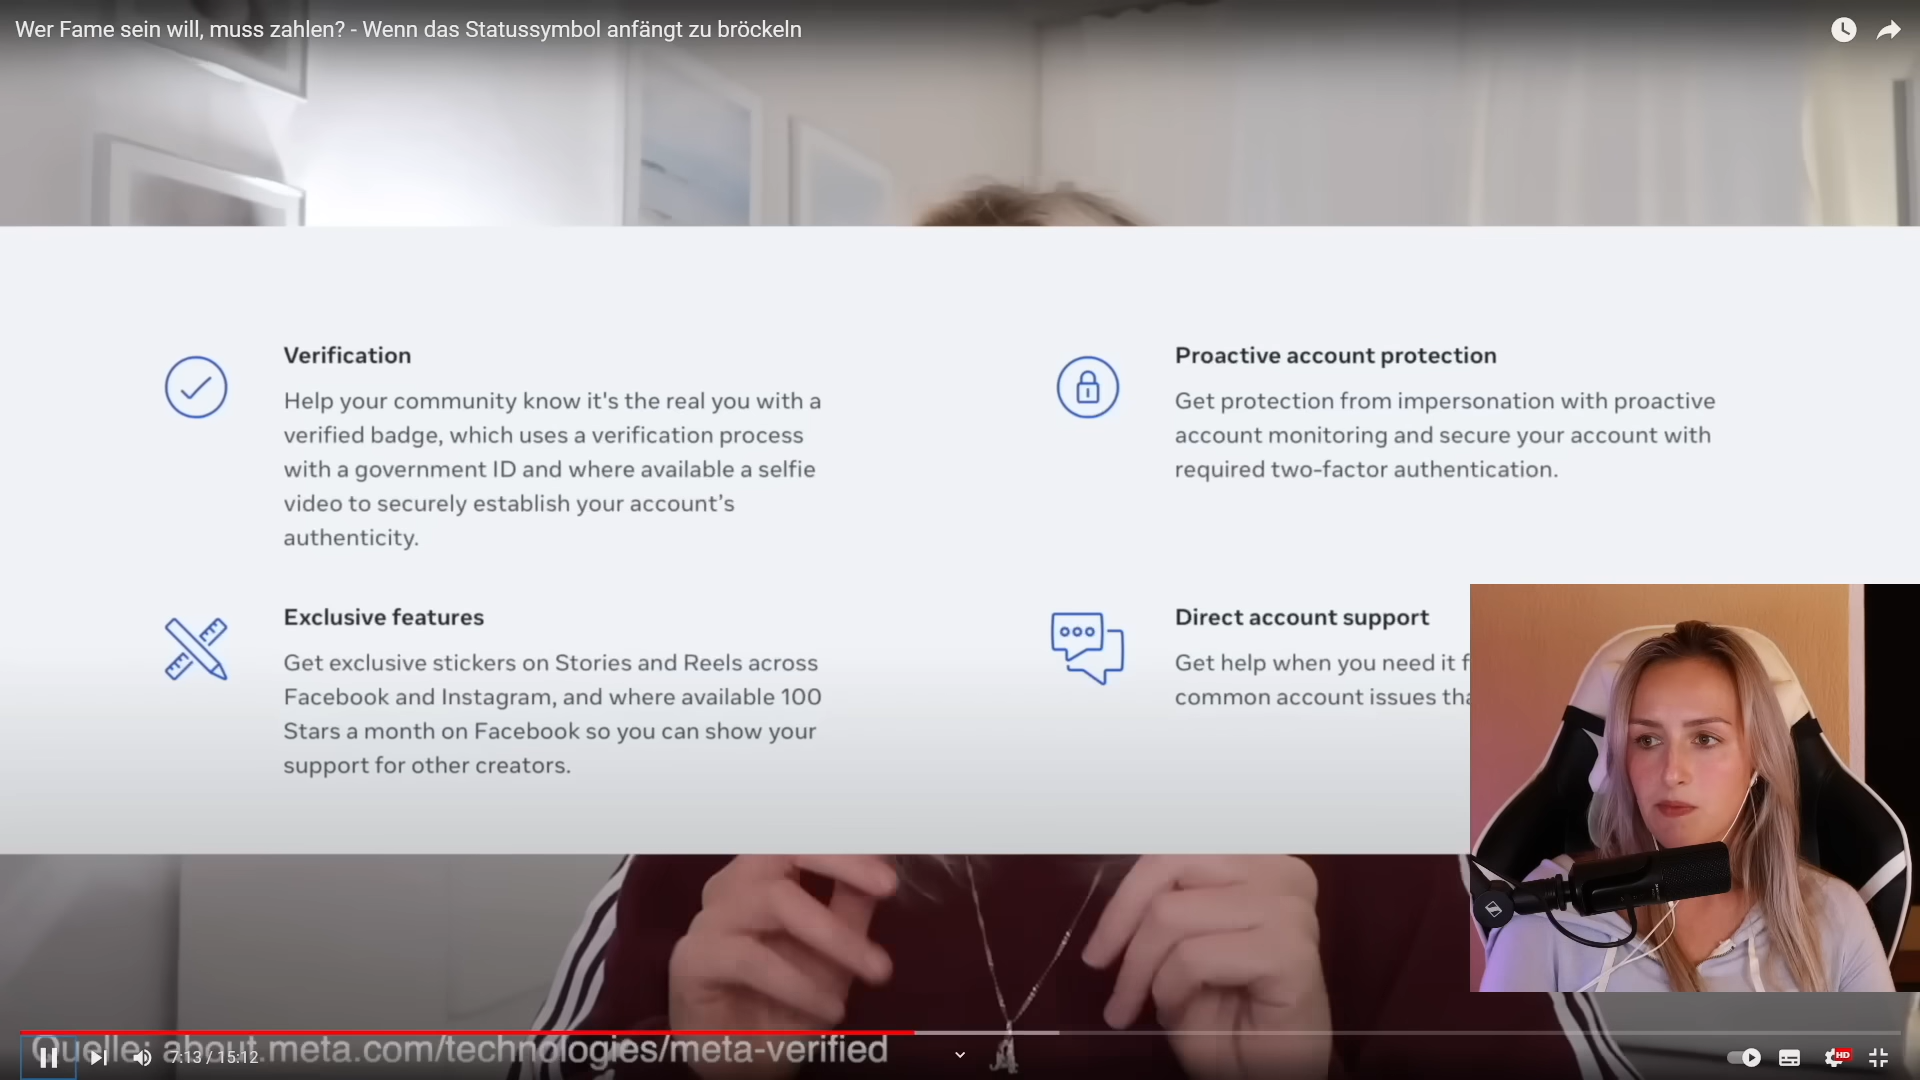 Wer Fame sein will, muss zahlen? - Wenn das Statussymbol anfängt zu bröckeln
Verification
Help your community know it's the real you with a
verified badge, which uses a verification process
with a government ID and where available a selfie
video to securely establish your account’s
authenticity.
Proactive account protection
Get protection from impersonation with proactive
account monitoring and secure your account with
required two-factor authentication.
Exclusive features
Get exclusive stickers on Stories and Reels across
Facebook and Instagram, and where available 100
Stars a month on Facebook so you can show your
support for other creators.
Direct account support
Get help when you need it
common account issues
Quelle: about.meta.com/technologies/meta-verified
7:13 / 15:12
HD